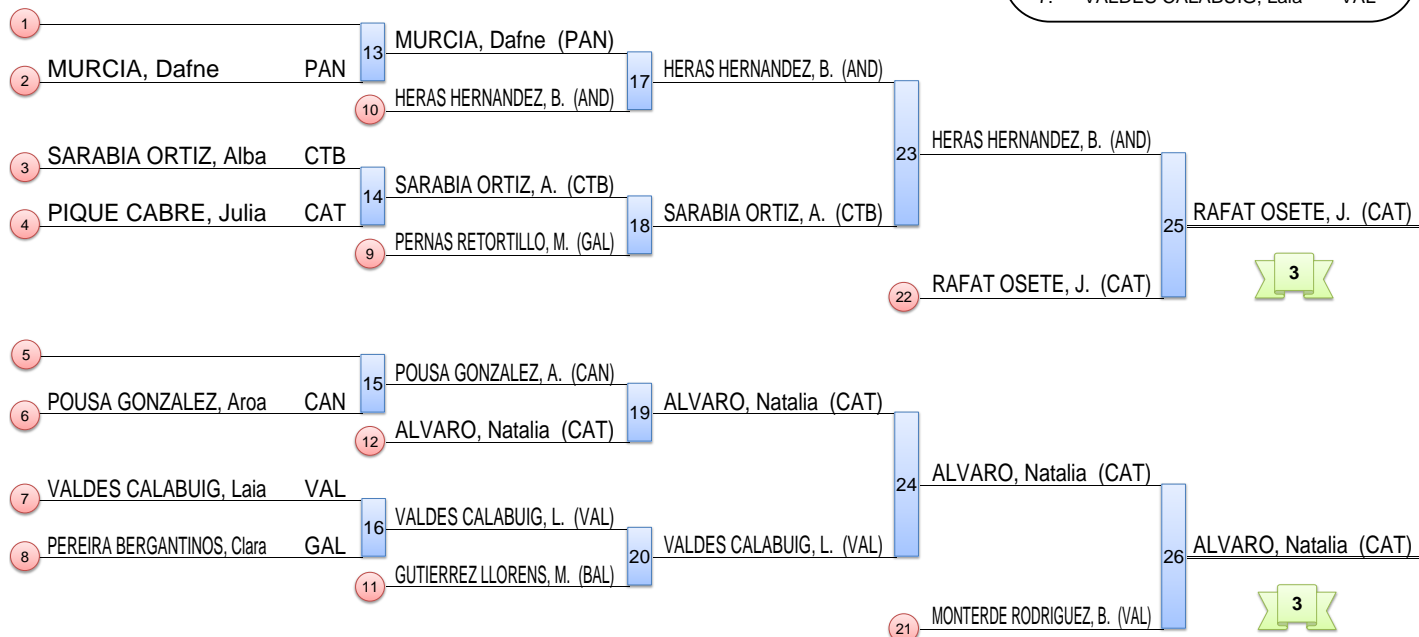 7. VALDES CALABUIG, Laia VAL
1
13 MURCIA, Dafne (PAN)
2 MURCIA, Dafne PAN
17 HERAS HERNANDEZ, B. (AND)
10 HERAS HERNANDEZ, B. (AND)
23 HERAS HERNANDEZ, B. (AND)
3 SARABIA ORTIZ, Alba CTB
14 SARABIA ORTIZ, A. (CTB)
4 PIQUE CABRE, Julia CAT
18 SARABIA ORTIZ, A. (CTB)
25 RAFAT OSETE, J. (CAT)
9 PERNAS RETORTILLO, M. (GAL)
3
22 RAFAT OSETE, J. (CAT)
5
15 POUSA GONZALEZ, A. (CAN)
6 POUSA GONZALEZ, Aroa CAN
19 ALVARO, Natalia (CAT)
12 ALVARO, Natalia (CAT)
24 ALVARO, Natalia (CAT)
7 VALDES CALABUIG, Laia VAL
16 VALDES CALABUIG, L. (VAL)
8 PEREIRA BERGANTINOS, Clara GAL
20 VALDES CALABUIG, L. (VAL)
26 ALVARO, Natalia (CAT)
11 GUTIERREZ LLORENS, M. (BAL)
3
21 MONTERDE RODRIGUEZ, B. (VAL)